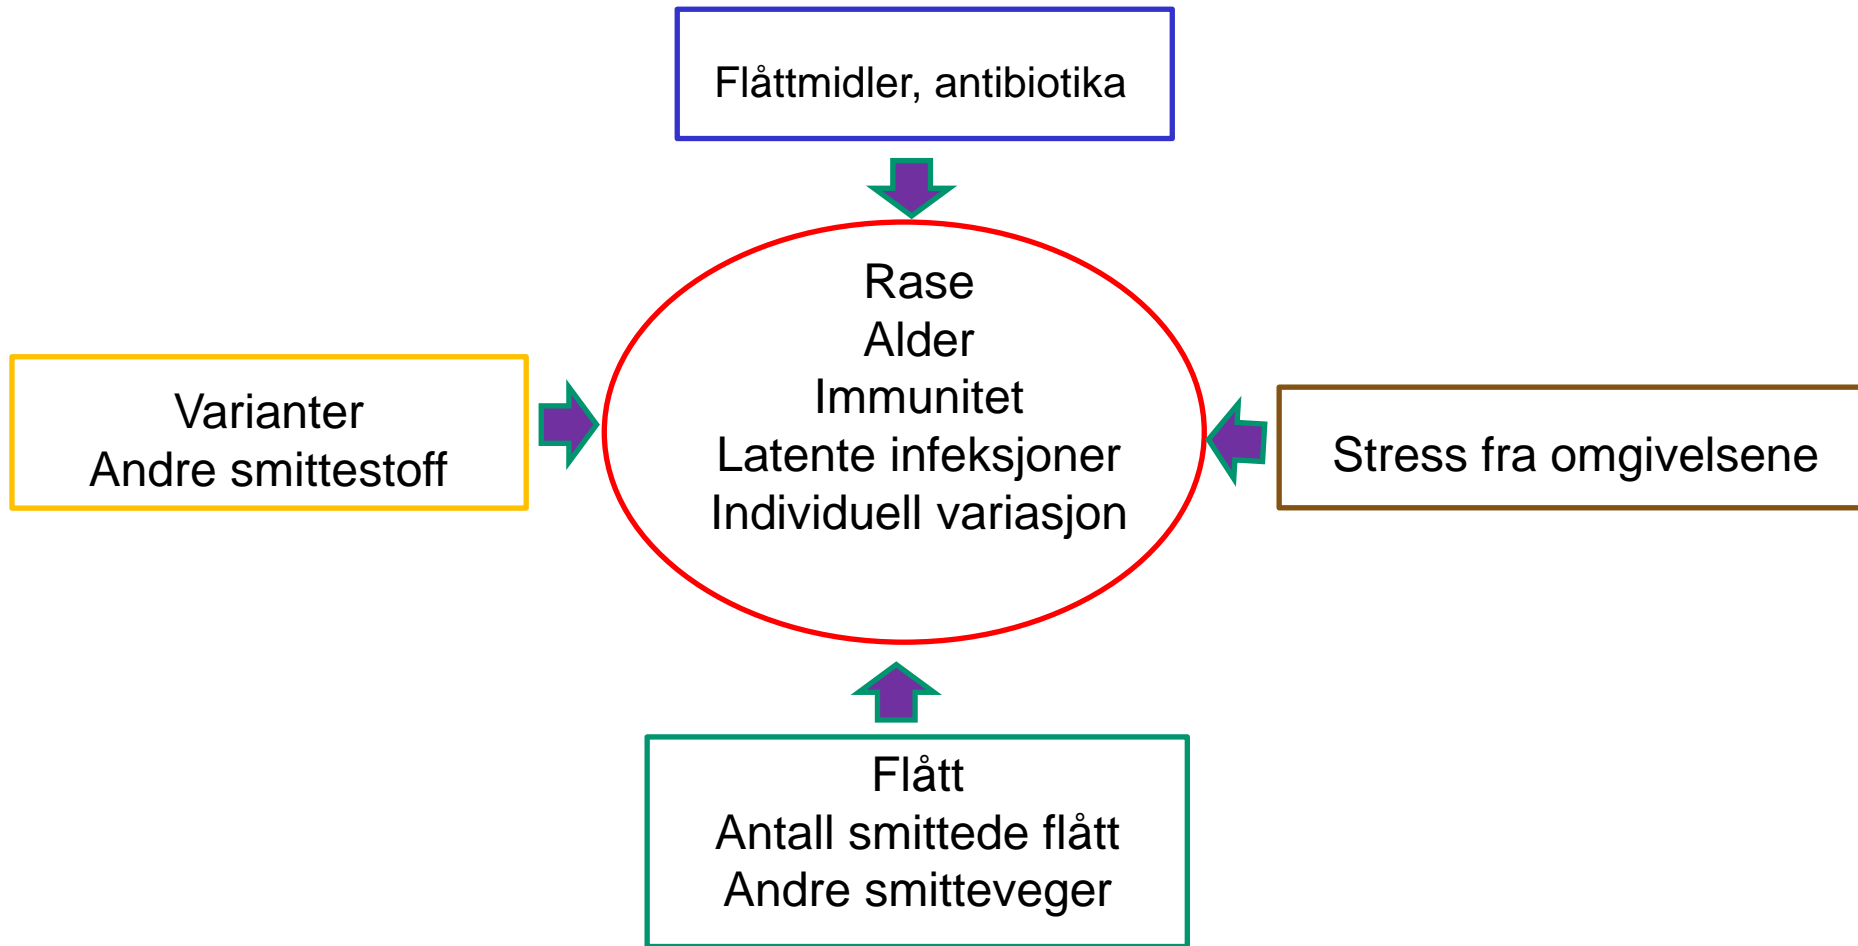 Flåttmidler, antibiotika
Rase
Alder
Immunitet
Latente infeksjoner
Individuell variasjon
Varianter
Andre smittestoff
Stress fra omgivelsene
Flått
Antall smittede flått
Andre smitteveger